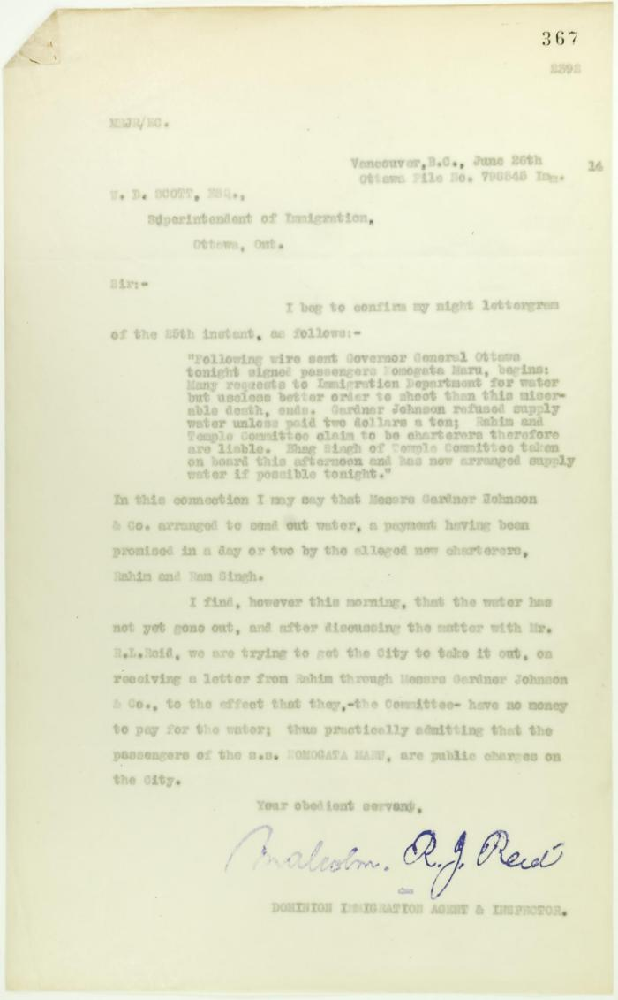 367
2392
MRJR/EC.
Vancouver,B.C., June 26th 14
Ottawa File No. 798545 Imm.
W. D. SCOTT, ESQ.,
Superintendent of Immigration,
Ottawa, Ont.
Sir:-
I beg to confirm my night lettergram
of the 25th instant, as follows:-
"Following wire sent Governor General Ottawa
tonight signed passengers Komogata Maru, begins:
Many requests to Immigration Department for water
but useless better order to shoot than this miser-
able death, ends. Gardner Johnson refused supply
water unless paid two dollars a ton; Rahim and
Temple Committee claim to be charterers therefore
are liable. Bhag Singh of Temple Committee taken
on board this afternoon and has now arranged supply
water if possible tonight."
In this connection I may say that Messrs Gardner Johnson
& Co. arranged to send out water, a payment having been
promised in a day or two by the alleged new charterers,
Rahim and Ram Singh.
I find, however this morning, that the water has
not yet gone out, and after discussing the matter with Mr.
R.L.Reid, we are trying to get the City to take it out, on
receiving a letter from Rahim through Messrs Gardner Johnson
& Co., to the effect that they,-the Committee- have no money
to pay for the water; thus practically admitting that the
passengers of the s.s. KOMOGATA MARU, are public charges on
the City.
Your obedient servant,
Malcolm. R. J. Reid
DOMINION IMMIGRATION AGENT & INSPECTOR.